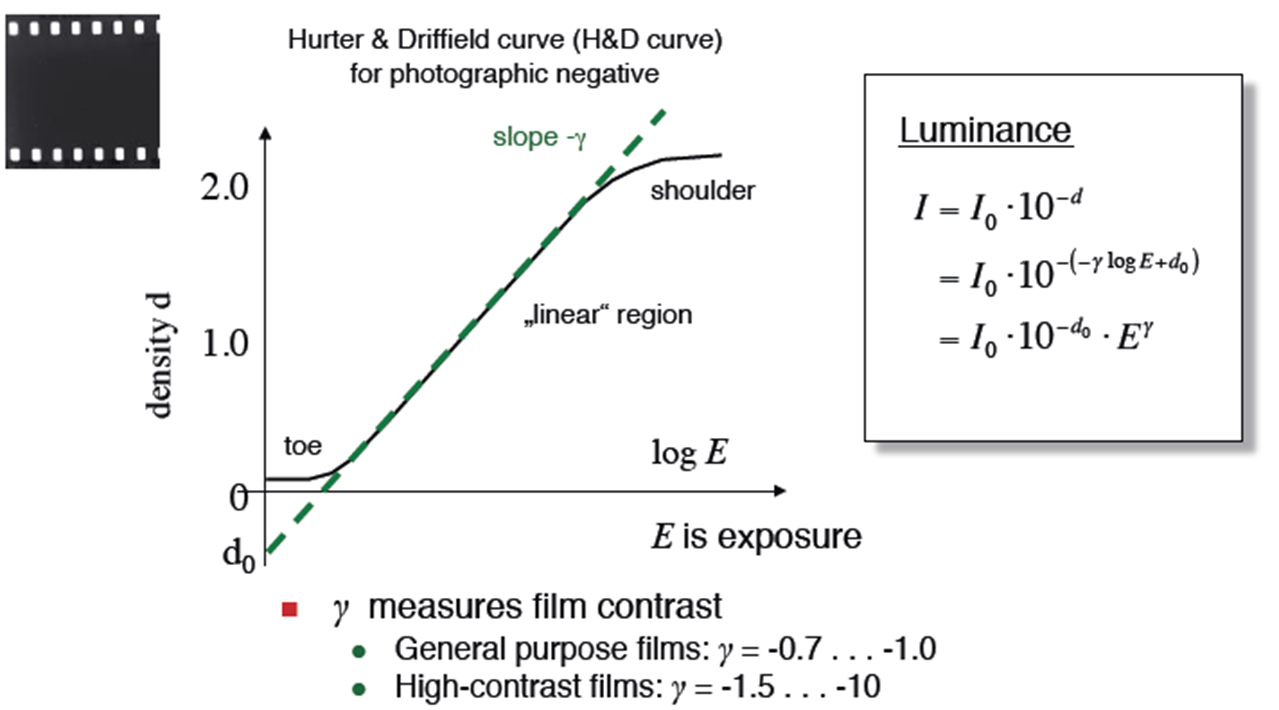 Hurter & Driffield curve (H&D curve)
for photographic negative
slope -γ
2.0
shoulder
„linear“ region
density d
1.0
toe
log E
0
E is exposure
d₀
Luminance
I = I₀ ·10⁻ᵈ
= I₀ ·10^-(-γ log E+d₀)
= I₀ ·10^-d₀ · E^γ
γ measures film contrast
General purpose films: γ = -0.7 . . . -1.0
High-contrast films: γ = -1.5 . . . -10